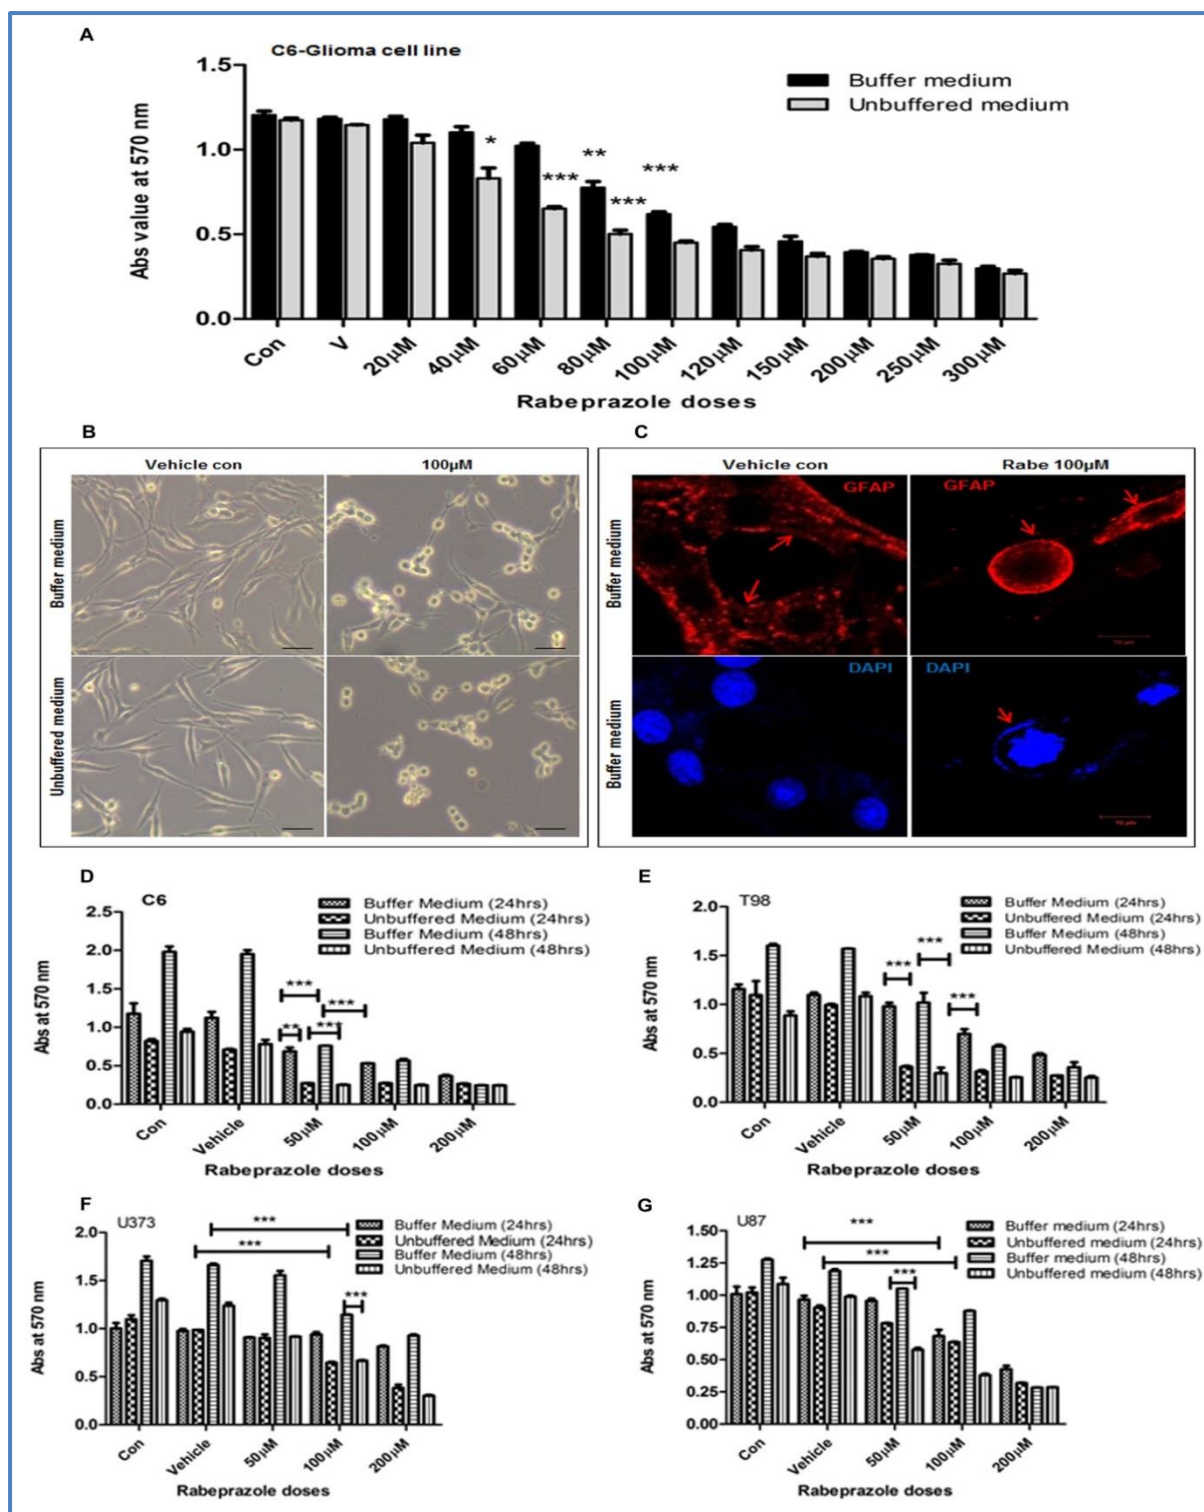 A
C6-Glioma cell line
Buffer medium
Unbuffered medium
Abs value at 570 nm
1.5
1.0
0.5
0.0
*
***
**
***
***
Con
V
20µM
40µM
60µM
80µM
100µM
120µM
150µM
200µM
250µM
300µM
Rabeprazole doses
B
Vehicle con
100µM
Buffer medium
Unbuffered medium
C
Vehicle con
Rabe 100µM
Buffer medium
GFAP
GFAP
10 µm
Buffer medium
DAPI
DAPI
10 µm
D
C6
Buffer Medium (24hrs)
Unbuffered Medium (24hrs)
Buffer Medium (48hrs)
Unbuffered Medium (48hrs)
Abs at 570 nm
2.5
2.0
1.5
1.0
0.5
0.0
***
***
**
***
Con
Vehicle
50µM
100µM
200µM
Rabeprazole doses
E
T98
Buffer Medium (24hrs)
Unbuffered Medium (24hrs)
Buffer Medium (48hrs)
Unbuffered Medium (48hrs)
Abs at 570 nm
2.0
1.5
1.0
0.5
0.0
***
***
***
Con
Vehicle
50µM
100µM
200µM
Rabeprazole doses
F
U373
Buffer Medium (24hrs)
Unbuffered Medium (24hrs)
Buffer Medium (48hrs)
Unbuffered Medium (48hrs)
Abs at 570 nm
2.0
1.5
1.0
0.5
0.0
***
***
***
Con
Vehicle
50µM
100µM
200µM
Rabeprazole doses
G
U87
Buffer medium (24hrs)
Unbuffered medium (24hrs)
Buffer medium (48hrs)
Unbuffered medium (48hrs)
Abs at 570 nm
1.50
1.25
1.00
0.75
0.50
0.25
0.00
***
***
***
Con
Vehicle
50µM
100µM
200µM
Rabeprazole doses